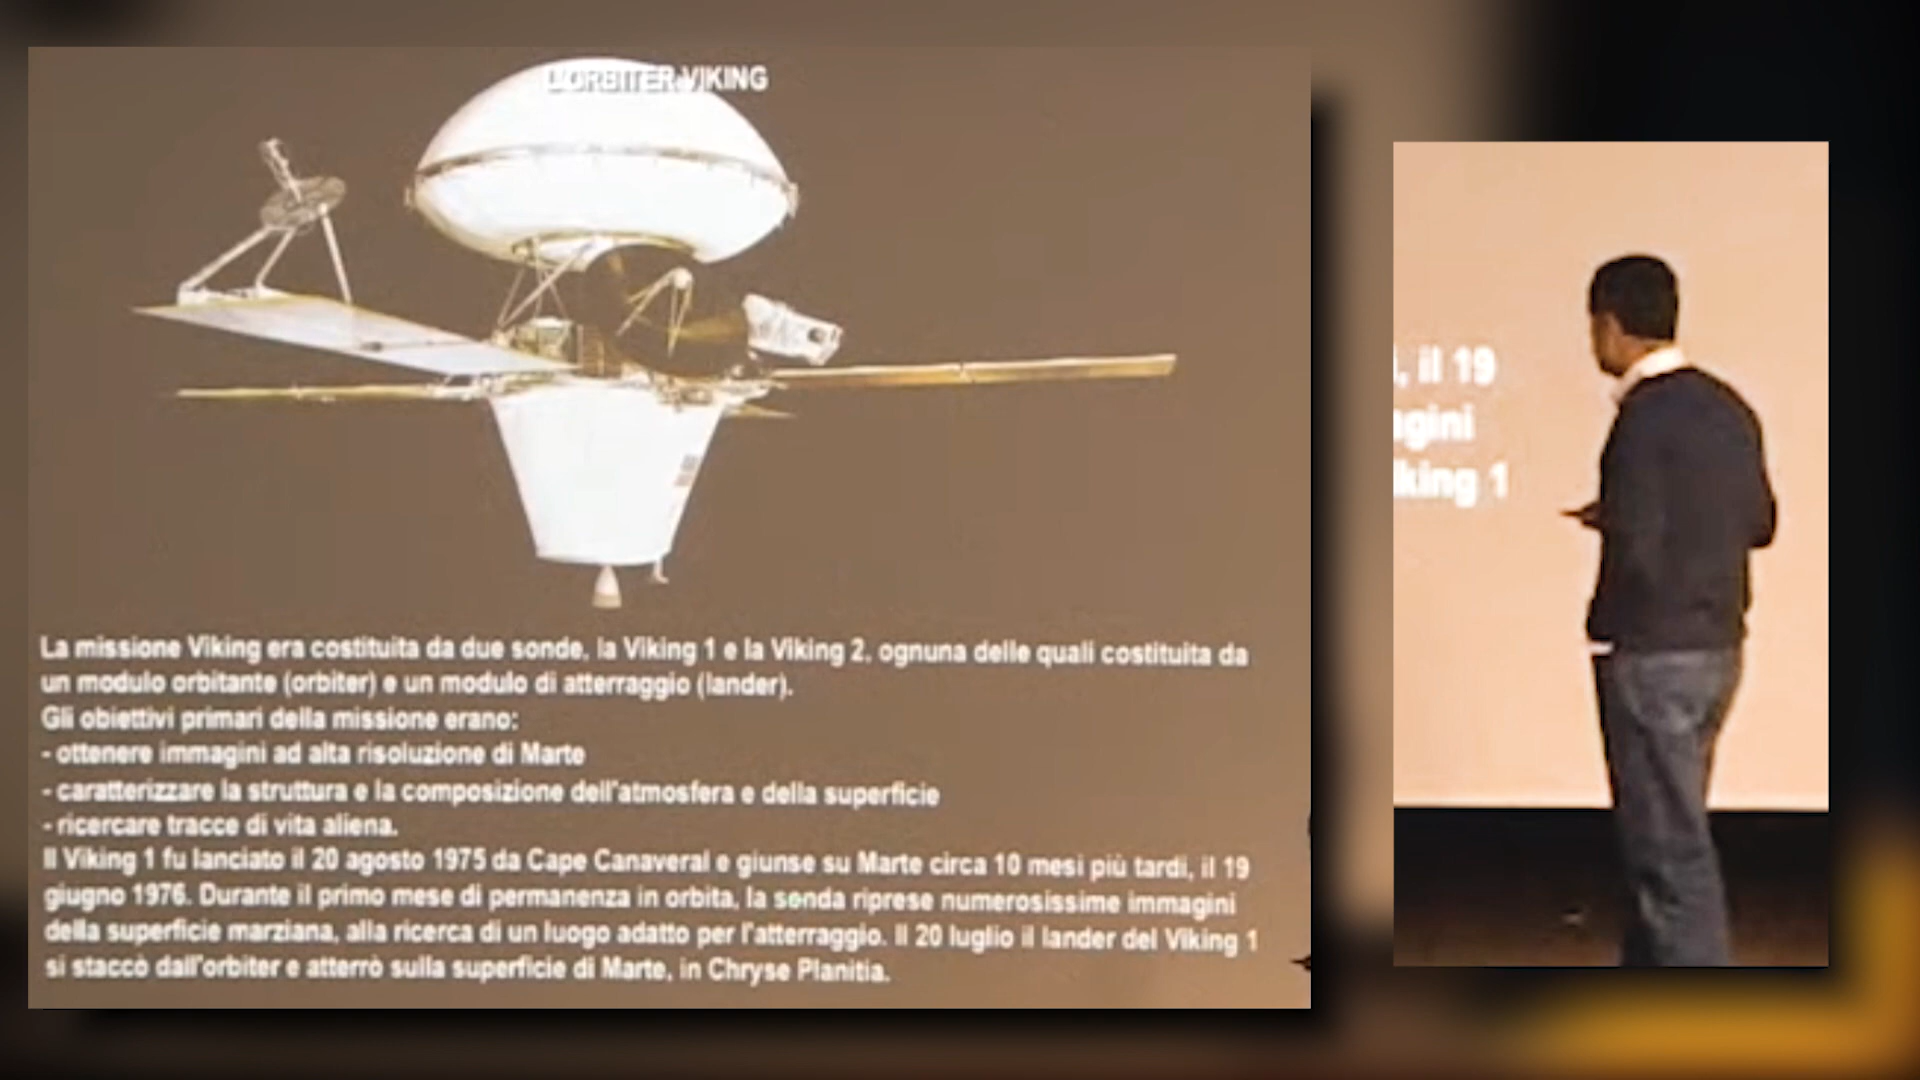 L'ORBITER VIKING
La missione Viking era costituita da due sonde, la Viking 1 e la Viking 2, ognuna delle quali costituita da
un modulo orbitante (orbiter) e un modulo di atterraggio (lander).
Gli obiettivi primari della missione erano:
- ottenere immagini ad alta risoluzione di Marte
- caratterizzare la struttura e la composizione dell'atmosfera e della superficie
- ricercare tracce di vita aliena.
Il Viking 1 fu lanciato il 20 agosto 1975 da Cape Canaveral e giunse su Marte circa 10 mesi più tardi, il 19
giugno 1976. Durante il primo mese di permanenza in orbita, la sonda riprese numerosissime immagini
della superficie marziana, alla ricerca di un luogo adatto per l'atterraggio. Il 20 luglio il lander del Viking 1
si staccò dall'orbiter e atterrò sulla superficie di Marte, in Chryse Planitia.
, il 19
agini
king 1